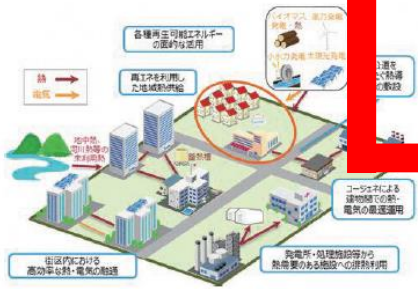 各種再生可能エネルギー
の面的な活用
バイオマス
発電・熱
風力発電
小水力発電
太陽光発電
熱
電気
再エネを利用し
た地域熱供給
地中熱、
河川熱等の
未利用熱
蓄熱槽
コージェネによる
建物間での熱・
電気の最適運用
街区内における
高効率な熱・電気の融通
発電所・処理施設等から
熱需要のある施設への排熱利用